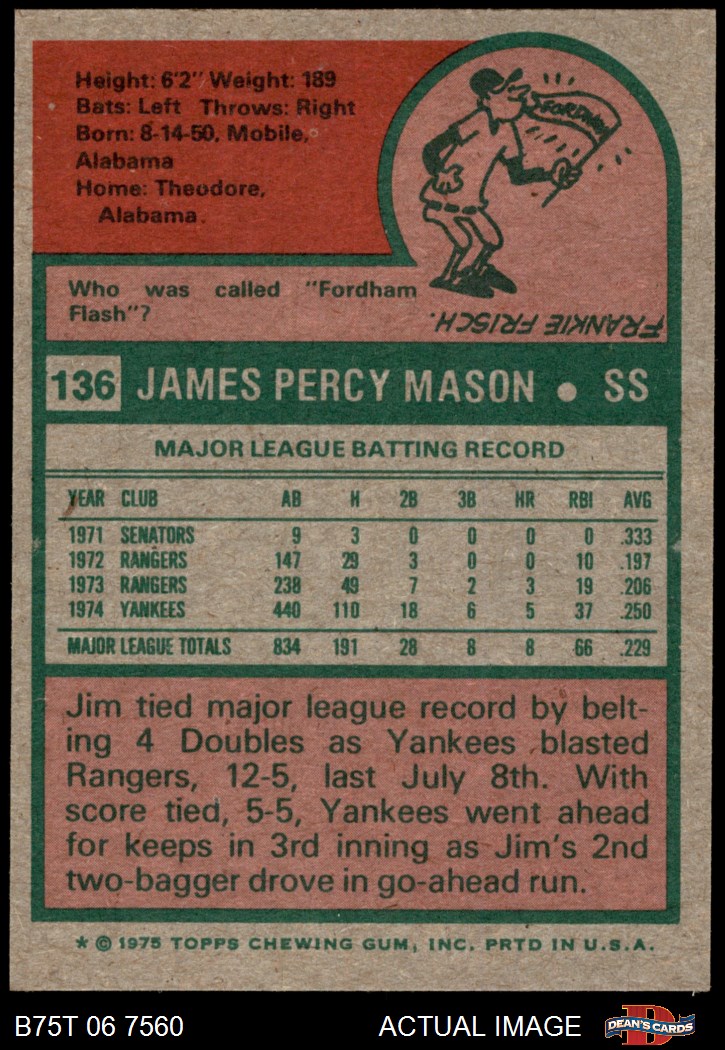 Height: 6'2" Weight: 189
Bats: Left Throws: Right
Born: 8-14-50, Mobile,
Alabama
Home: Theodore,
Alabama.
FORDHAM
Who was called "Fordham
Flash"?
FRANKIE FRISCH.
136 JAMES PERCY MASON ● SS
MAJOR LEAGUE BATTING RECORD
YEAR CLUB AB H 2B 3B HR RBI AVG
1971 SENATORS 9 3 0 0 0 0 .333
1972 RANGERS 147 29 3 0 0 10 .197
1973 RANGERS 238 49 7 2 3 19 .206
1974 YANKEES 440 110 18 6 5 37 .250
MAJOR LEAGUE TOTALS 834 191 28 8 8 66 .229
Jim tied major league record by belt-
ing 4 Doubles as Yankees blasted
Rangers, 12-5, last July 8th. With
score tied, 5-5, Yankees went ahead
for keeps in 3rd inning as Jim's 2nd
two-bagger drove in go-ahead run.
* © 1975 TOPPS CHEWING GUM, INC. PRTD IN U.S.A.
B75T 06 7560 ACTUAL IMAGE
D
DEAN'S CARDS